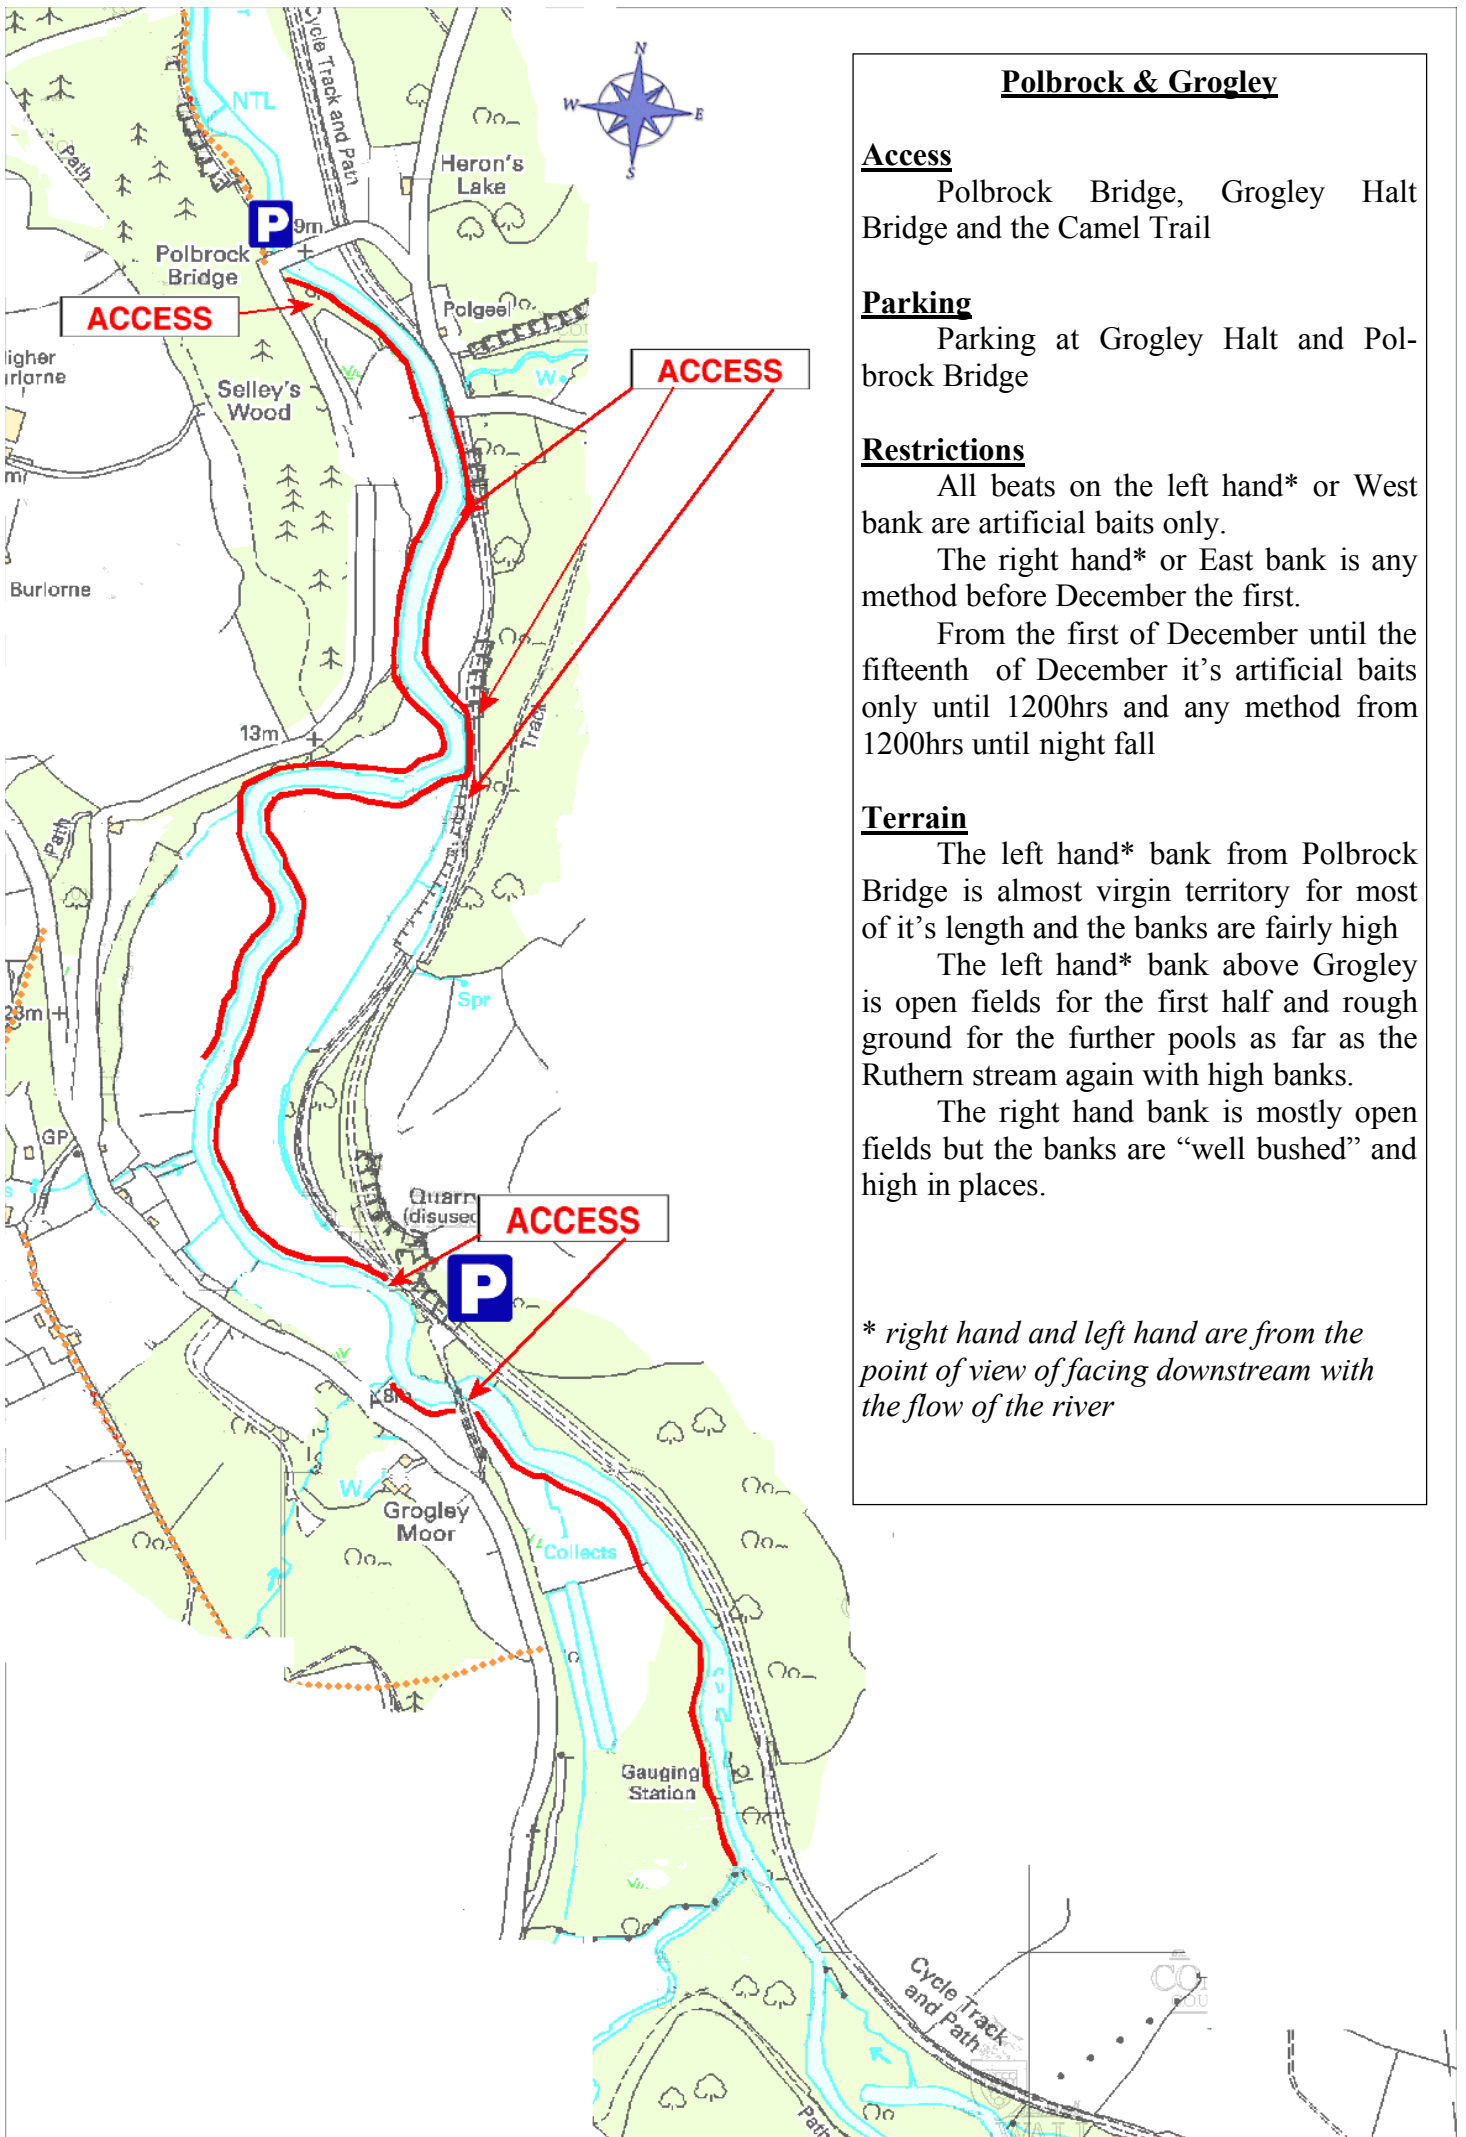 Polbrock & Grogley
Access
Polbrock Bridge, Grogley Halt
Bridge and the Camel Trail
Parking
Parking at Grogley Halt and Pol-
brock Bridge
Restrictions
All beats on the left hand* or West
bank are artificial baits only.
The right hand* or East bank is any
method before December the first.
From the first of December until the
fifteenth of December it's artificial baits
only until 1200hrs and any method from
1200hrs until night fall
Terrain
The left hand* bank from Polbrock
Bridge is almost virgin territory for most
of it's length and the banks are fairly high
The left hand* bank above Grogley
is open fields for the first half and rough
ground for the further pools as far as the
Ruthern stream again with high banks.
The right hand bank is mostly open
fields but the banks are “well bushed” and
high in places.
* right hand and left hand are from the
point of view of facing downstream with
the flow of the river
N
W
E
S
Cycle Track and Path
NTL
Path
Heron's
Lake
P
9m
Polbrock
Bridge
ACCESS
Polgeel
ACCESS
W
igher
urlorne
Selley's
Wood
m
Burlorne
Track
13m
Path
Spr
23m
GP
s
Quarr
(disused
ACCESS
P
8m
W
Grogley
Moor
Collects
Gauging
Station
Cycle Track
and Path
Path